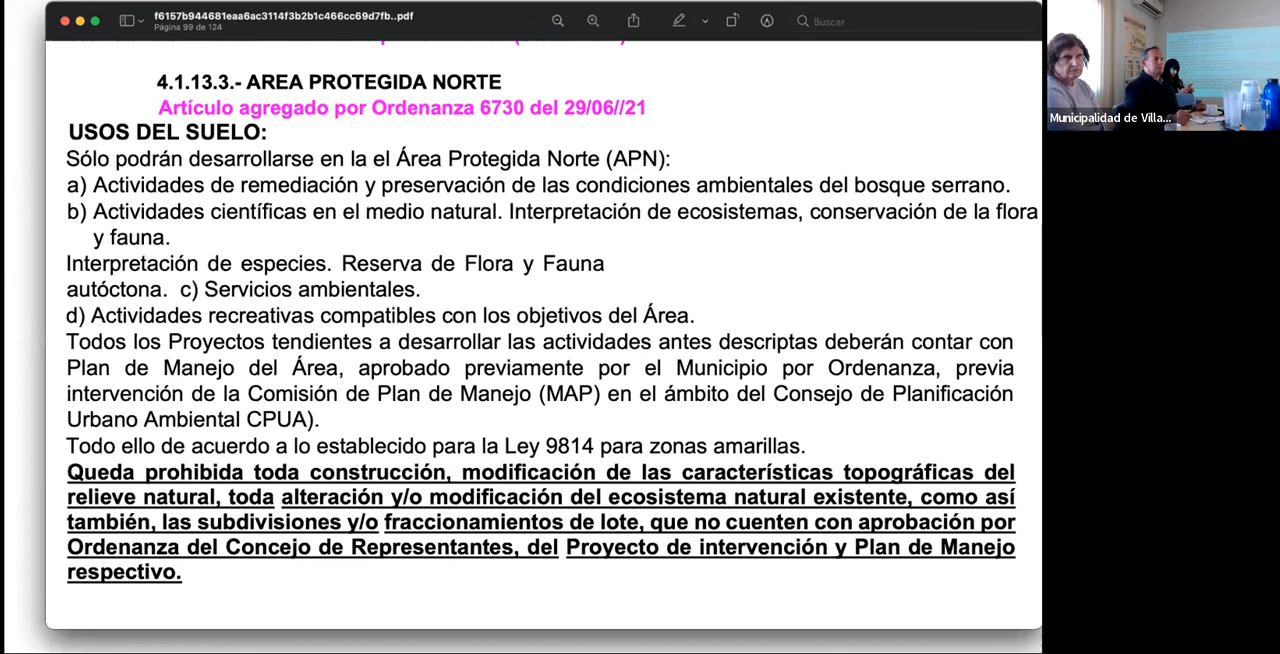 f6157b944681eaa6ac3114f3b2b1c466cc69d7fb..pdf
Página 99 de 124
Buscar
4.1.13.3.- AREA PROTEGIDA NORTE
Artículo agregado por Ordenanza 6730 del 29/06//21
USOS DEL SUELO:
Sólo podrán desarrollarse en la el Área Protegida Norte (APN):
a) Actividades de remediación y preservación de las condiciones ambientales del bosque serrano.
b) Actividades científicas en el medio natural. Interpretación de ecosistemas, conservación de la flora
y fauna.
Interpretación de especies. Reserva de Flora y Fauna
autóctona. c) Servicios ambientales.
d) Actividades recreativas compatibles con los objetivos del Área.
Todos los Proyectos tendientes a desarrollar las actividades antes descriptas deberán contar con
Plan de Manejo del Área, aprobado previamente por el Municipio por Ordenanza, previa
intervención de la Comisión de Plan de Manejo (MAP) en el ámbito del Consejo de Planificación
Urbano Ambiental CPUA).
Todo ello de acuerdo a lo establecido para la Ley 9814 para zonas amarillas.
Queda prohibida toda construcción, modificación de las características topográficas del
relieve natural, toda alteración y/o modificación del ecosistema natural existente, como así
también, las subdivisiones y/o fraccionamientos de lote, que no cuenten con aprobación por
Ordenanza del Concejo de Representantes, del Proyecto de intervención y Plan de Manejo
respectivo.
Municipalidad de Villa...